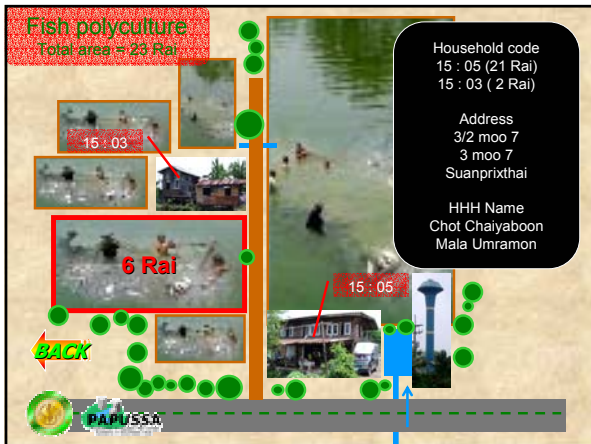 Fish polyculture
Total area = 23 Rai
Household code
15 : 05 (21 Rai)
15 : 03 ( 2 Rai)
Address
3/2 moo 7
3 moo 7
Suanprixthai
HHH Name
Chot Chaiyaboon
Mala Umramon
15 : 03
6 Rai
15 : 05
BACK
PAPUSSA